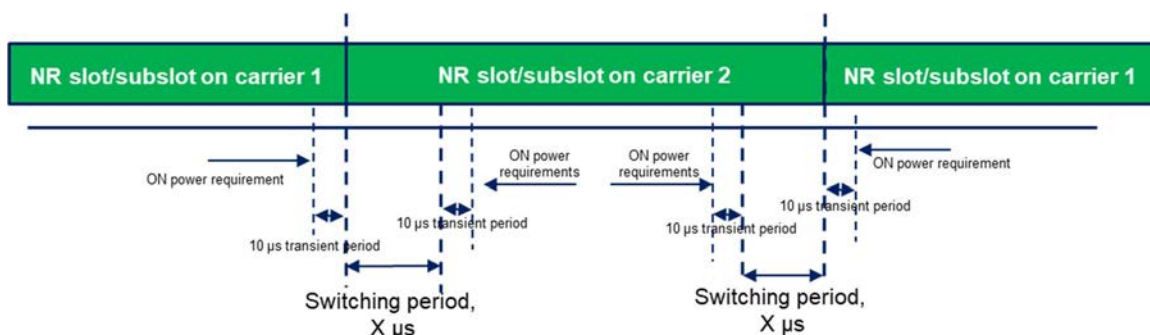 NR slot/subslot on carrier 1
NR slot/subslot on carrier 2
NR slot/subslot on carrier 1
ON power requirement
ON power
requirements
ON power
requirements
ON power requirement
10 µs transient period
10 µs transient period
10 µs transient period
10 µs transient period
Switching period,
X µs
Switching period,
X µs